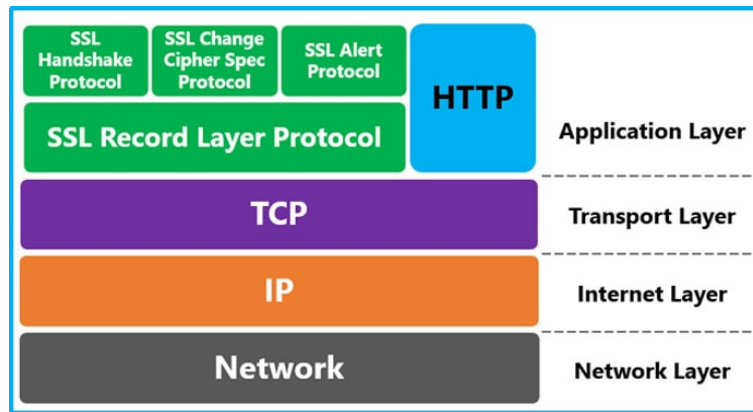 SSL
Handshake
Protocol
SSL Change
Cipher Spec
Protocol
SSL Alert
Protocol
HTTP
SSL Record Layer Protocol
Application Layer
TCP
Transport Layer
IP
Internet Layer
Network
Network Layer